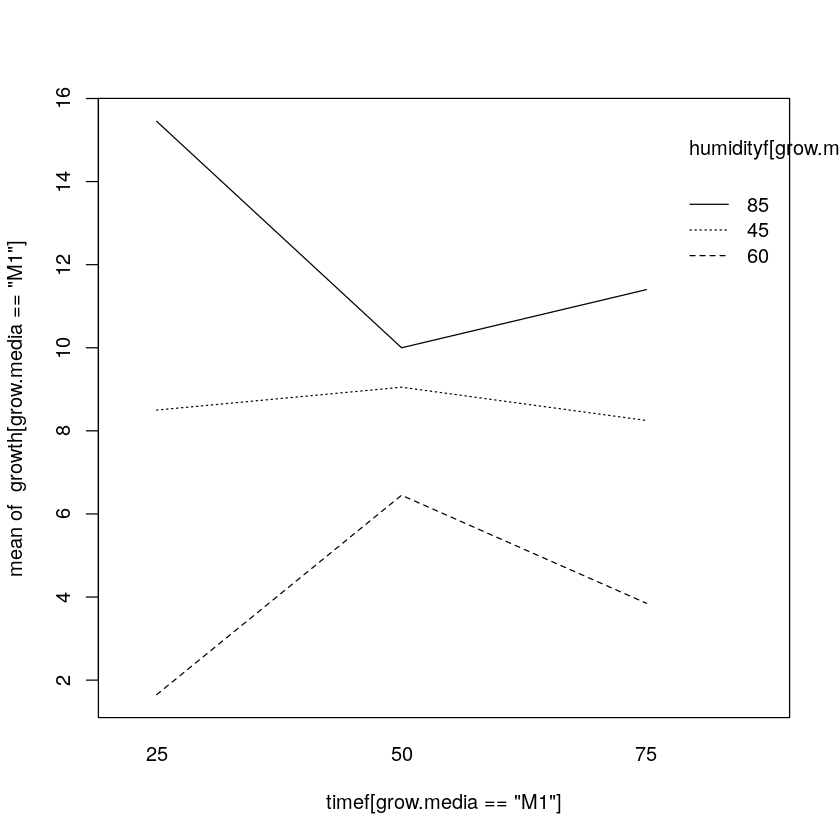 16
14
12
10
8
6
4
2
mean of  growth[grow.media == "M1"]
humidityf[grow.m
85
45
60
25 50 75
timef[grow.media == "M1"]